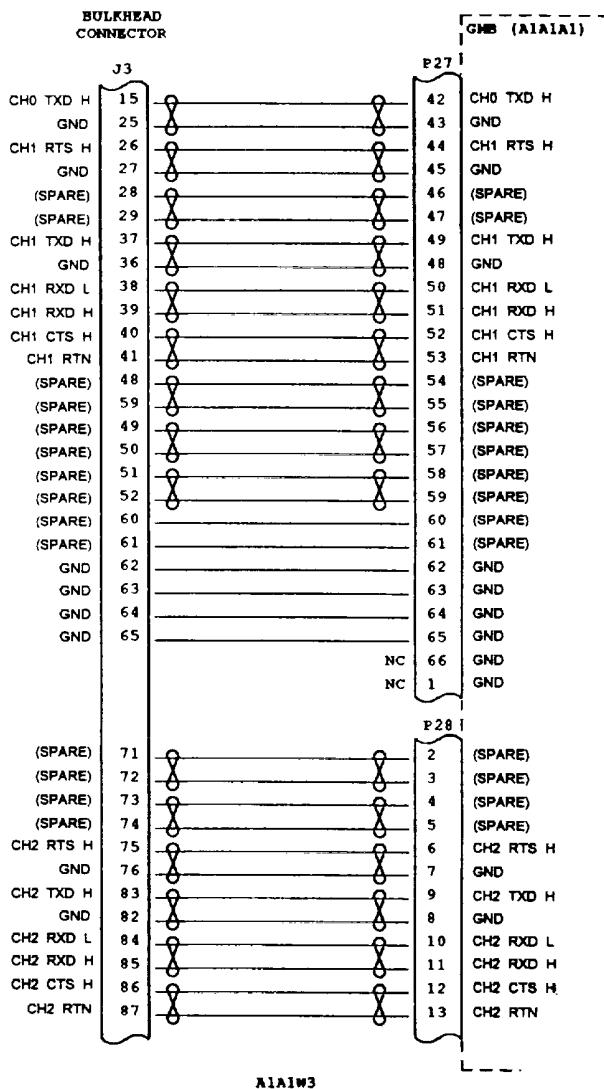 BULKHEAD
CONNECTOR
GMB (A1A1A1)
J3 P27
CH0 TXD H 15 42 CH0 TXD H
GND 25 43 GND
CH1 RTS H 26 44 CH1 RTS H
GND 27 45 GND
(SPARE) 28 46 (SPARE)
(SPARE) 29 47 (SPARE)
CH1 TXD H 37 49 CH1 TXD H
GND 36 48 GND
CH1 RXD L 38 50 CH1 RXD L
CH1 RXD H 39 51 CH1 RXD H
CH1 CTS H 40 52 CH1 CTS H
CH1 RTN 41 53 CH1 RTN
(SPARE) 48 54 (SPARE)
(SPARE) 59 55 (SPARE)
(SPARE) 49 56 (SPARE)
(SPARE) 50 57 (SPARE)
(SPARE) 51 58 (SPARE)
(SPARE) 52 59 (SPARE)
(SPARE) 60 60 (SPARE)
(SPARE) 61 61 (SPARE)
GND 62 62 GND
GND 63 63 GND
GND 64 64 GND
GND 65 65 GND
NC 66 GND
NC 1 GND
P28
(SPARE) 71 2 (SPARE)
(SPARE) 72 3 (SPARE)
(SPARE) 73 4 (SPARE)
(SPARE) 74 5 (SPARE)
CH2 RTS H 75 6 CH2 RTS H
GND 76 7 GND
CH2 TXD H 83 9 CH2 TXD H
GND 82 8 GND
CH2 RXD L 84 10 CH2 RXD L
CH2 RXD H 85 11 CH2 RXD H
CH2 CTS H 86 12 CH2 CTS H
CH2 RTN 87 13 CH2 RTN
A1A1W3